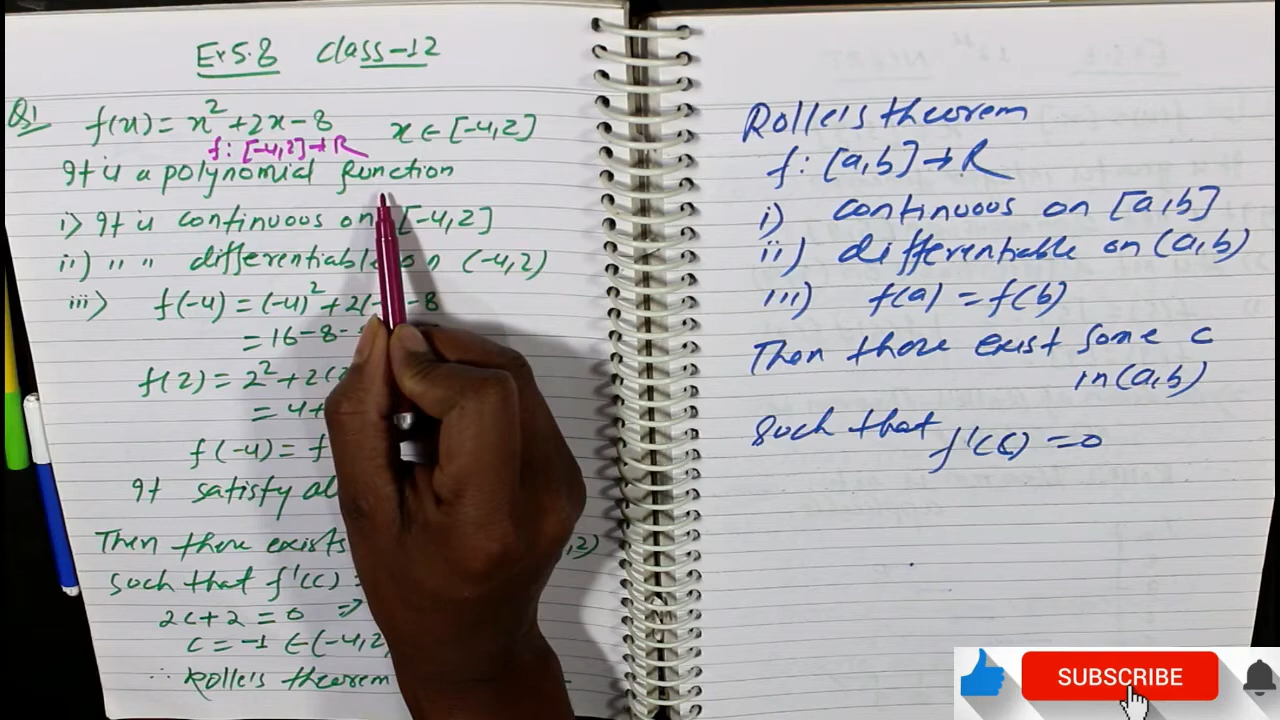 Ex 5.8 Class-12
Q1 f(x) = x² + 2x - 8 x ∈ [-4,2]
f: [-4,2] → R
It is a polynomial function
i) It is continuous on [-4,2]
ii) " " differentiable on (-4,2)
iii) f(-4) = (-4)² + 2(- -8
= 16-8-
f(2) = 2² + 2(2
= 4+
f(-4) = f
It satisfy al
Then there exists ,2)
such that f'(c) =
2c+2 = 0 ⇒
c = -1 ∈ (-4,2
∴ Rolle's theorem
Rolle's theorem
f: [a,b] → R
i) continuous on [a,b]
ii) differentiable on (a,b)
iii) f(a) = f(b)
Then there exist some c
in (a,b)
Such that f'(c) = 0
SUBSCRIBE